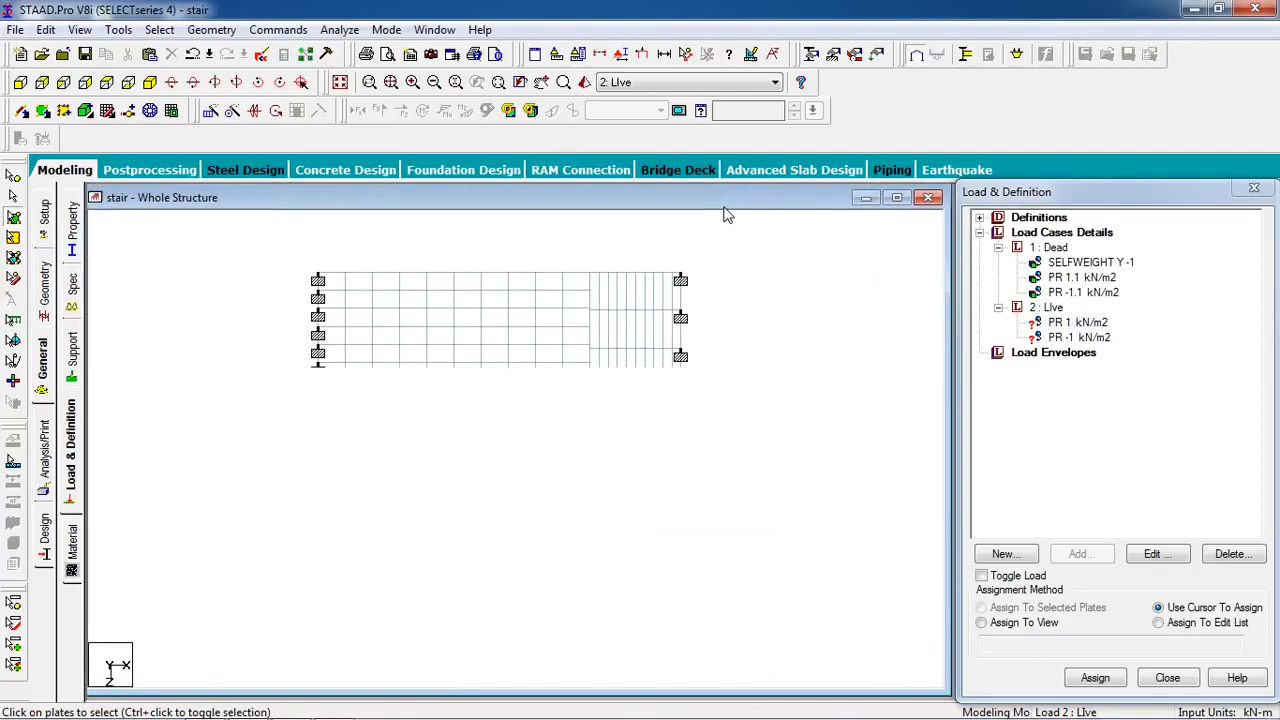 STAAD.Pro V8i (SELECTseries 4) - stair
File Edit View Tools Select Geometry Commands Analyze Mode Window Help
2: LIve
Modeling Postprocessing Steel Design Concrete Design Foundation Design RAM Connection Bridge Deck Advanced Slab Design Piping Earthquake
Setup
Geometry
General
Analysis/Print
Design
Property
Spec
Support
Load & Definition
Material
stair - Whole Structure
Y X
Z
Load & Definition
Definitions
Load Cases Details
1 : Dead
SELFWEIGHT Y -1
PR 1.1 kN/m2
PR -1.1 kN/m2
2 : LIve
PR 1 kN/m2
PR -1 kN/m2
Load Envelopes
New... Add... Edit ... Delete...
Toggle Load
Assignment Method
Assign To Selected Plates Use Cursor To Assign
Assign To View Assign To Edit List
Assign Close Help
Click on plates to select (Ctrl+click to toggle selection) Modeling Mo Load 2 : LIve Input Units: kN-m